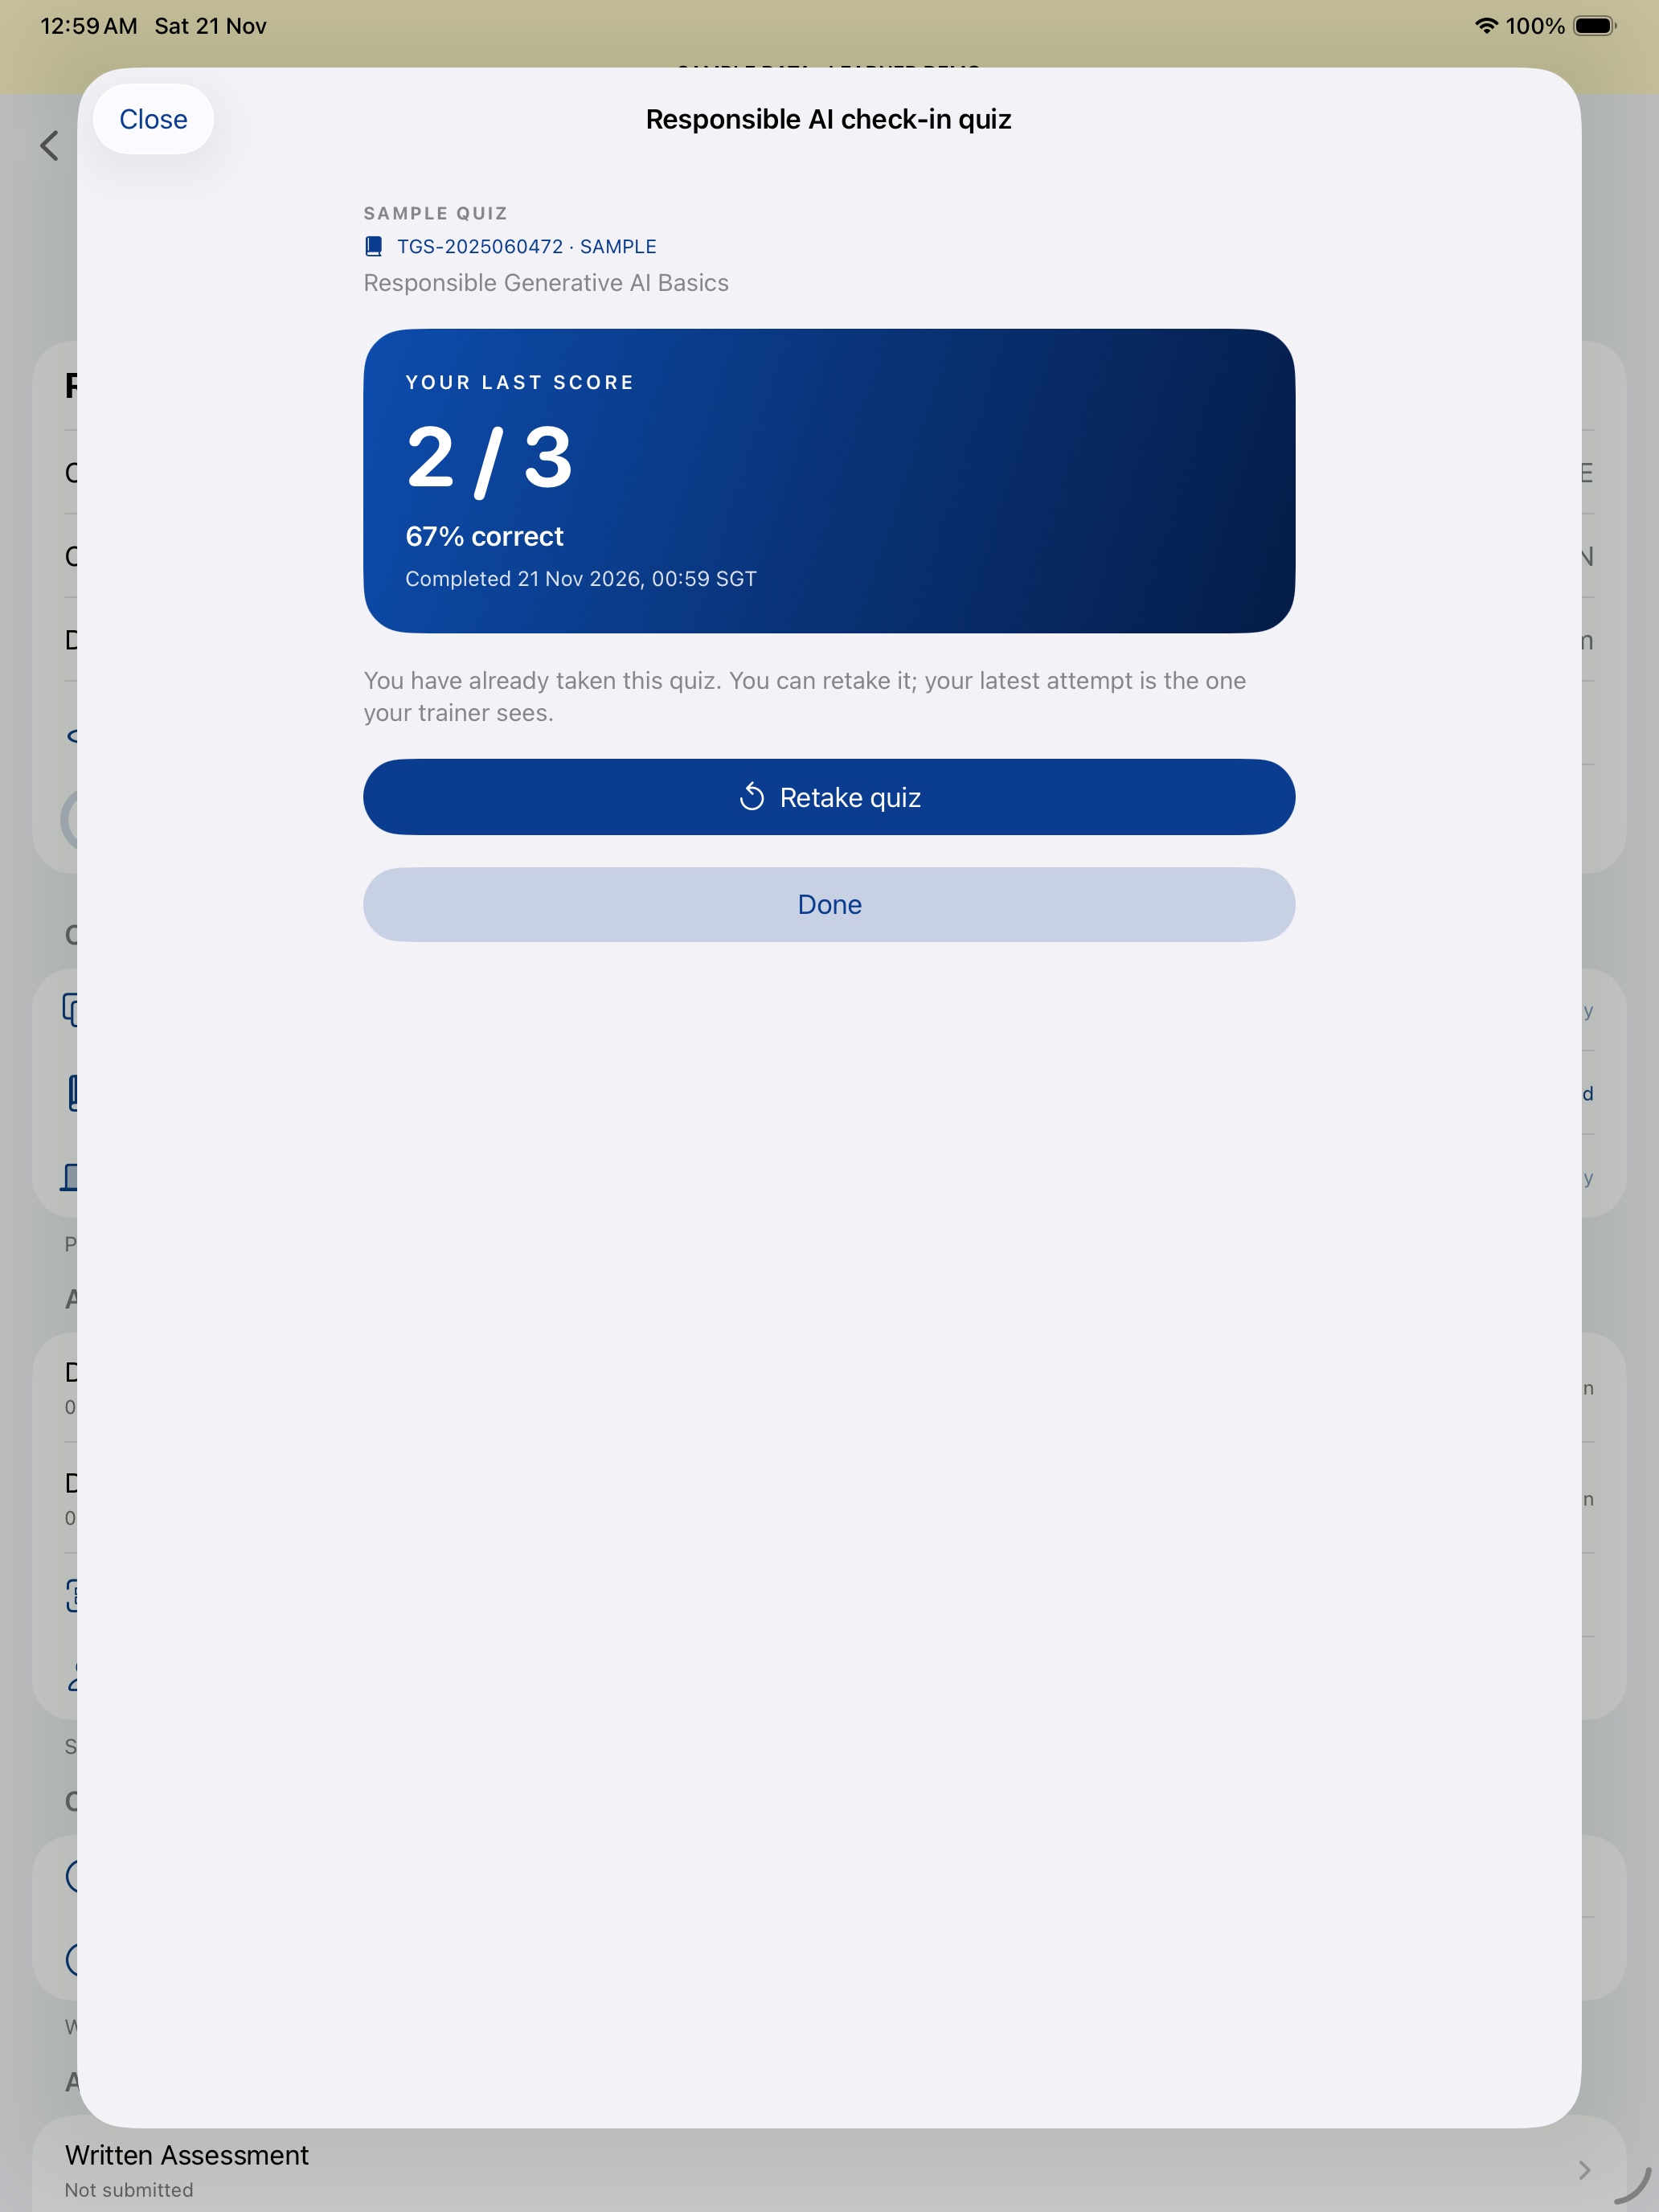 12:59 AM Sat 21 Nov
100%
Close
Responsible AI check-in quiz
SAMPLE QUIZ
TGS-2025060472 · SAMPLE
Responsible Generative AI Basics
YOUR LAST SCORE
2 / 3
67% correct
Completed 21 Nov 2026, 00:59 SGT
You have already taken this quiz. You can retake it; your latest attempt is the one
your trainer sees.
Retake quiz
Done
Written Assessment
Not submitted